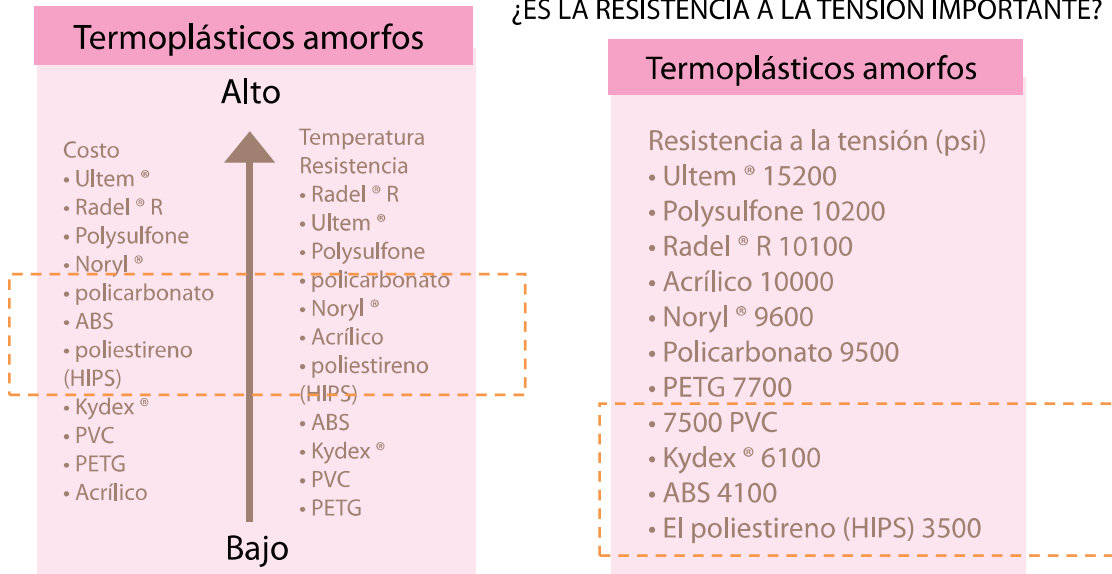 ¿ES LA RESISTENCIA A LA TENSIÓN IMPORTANTE?
Termoplásticos amorfos
Alto
Costo
• Ultem ®
• Radel ® R
• Polysulfone
• Noryl ®
• policarbonato
• ABS
• poliestireno
(HIPS)
• Kydex ®
• PVC
• PETG
• Acrílico
Temperatura
Resistencia
• Radel ® R
• Ultem ®
• Polysulfone
• policarbonato
• Noryl ®
• Acrílico
• poliestireno
(HIPS)
• ABS
• Kydex ®
• PVC
• PETG
Bajo
Termoplásticos amorfos
Resistencia a la tensión (psi)
• Ultem ® 15200
• Polysulfone 10200
• Radel ® R 10100
• Acrílico 10000
• Noryl ® 9600
• Policarbonato 9500
• PETG 7700
• 7500 PVC
• Kydex ® 6100
• ABS 4100
• El poliestireno (HIPS) 3500